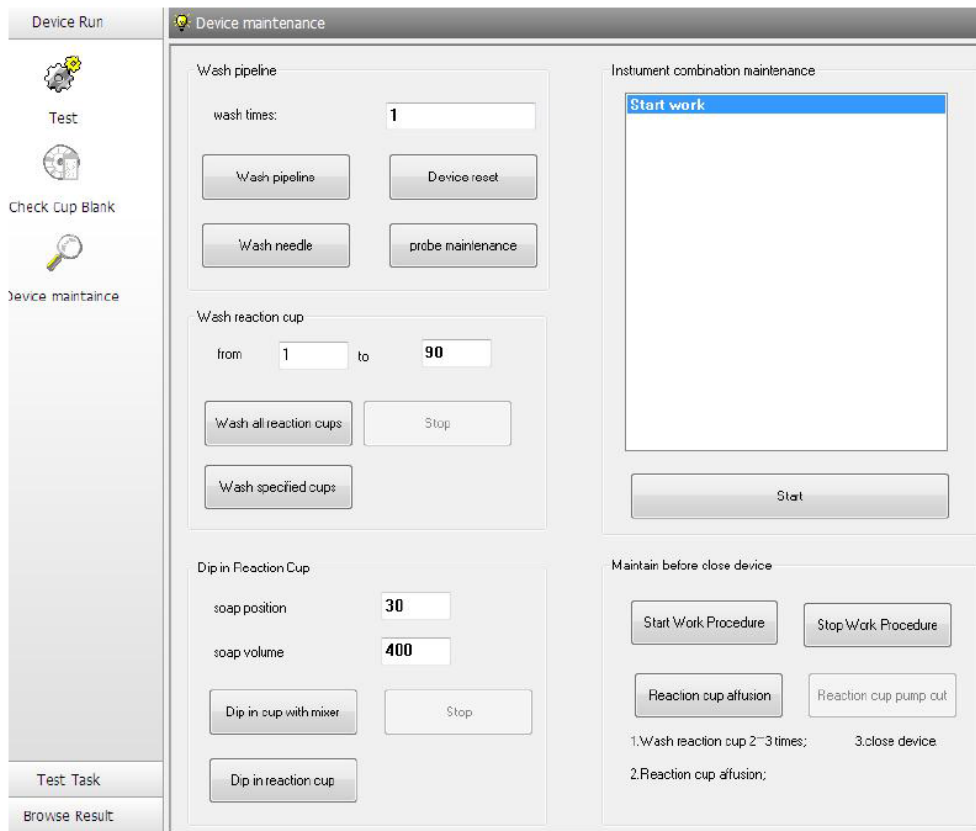 Device Run
Test
Check Cup Blank
Device maintaince
Test Task
Browse Result
Device maintenance
Wash pipeline
wash times:
1
Wash pipeline
Device reset
Wash needle
probe maintenance
Wash reaction cup
from
1
to
90
Wash all reaction cups
Stop
Wash specified cups
Dip in Reaction Cup
soap position
30
soap volume
400
Dip in cup with mixer
Stop
Dip in reaction cup
Instrument combination maintenance
Start work
Start
Maintain before close device
Start Work Procedure
Stop Work Procedure
Reaction cup affusion
Reaction cup pump out
1.Wash reaction cup 2~3 times;
3.close device
2.Reaction cup affusion;